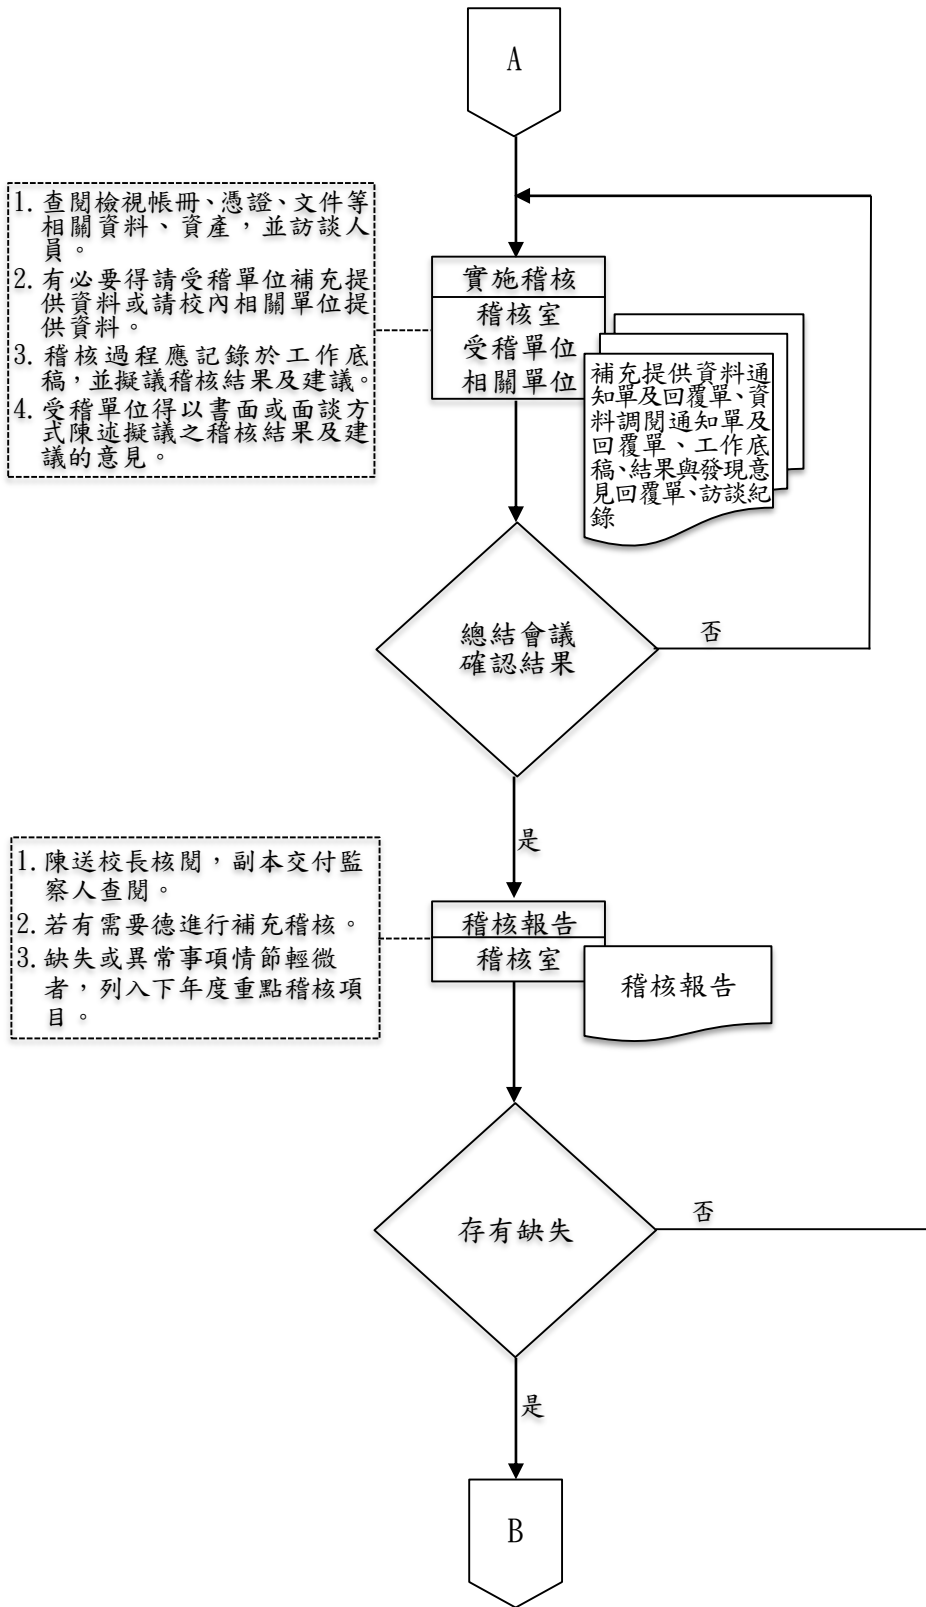 A
1. 查閱檢視帳冊、憑證、文件等
相關資料、資產，並訪談人
員。
2. 有必要得請受稽單位補充提
供資料或請校內相關單位提
供資料。
3. 稽核過程應記錄於工作底
稿，並擬議稽核結果及建議。
4. 受稽單位得以書面或面談方
式陳述擬議之稽核結果及建
議的意見。
實施稽核
稽核室
受稽單位
相關單位
補充提供資料通
知單及回覆單、資
料調閱通知單及
回覆單、工作底
稿、結果與發現意
見回覆單、訪談紀
錄
總結會議
確認結果
否
是
1. 陳送校長核閱，副本交付監
察人查閱。
2. 若有需要德進行補充稽核。
3. 缺失或異常事項情節輕微
者，列入下年度重點稽核項
目。
稽核報告
稽核室
稽核報告
存有缺失
否
是
B